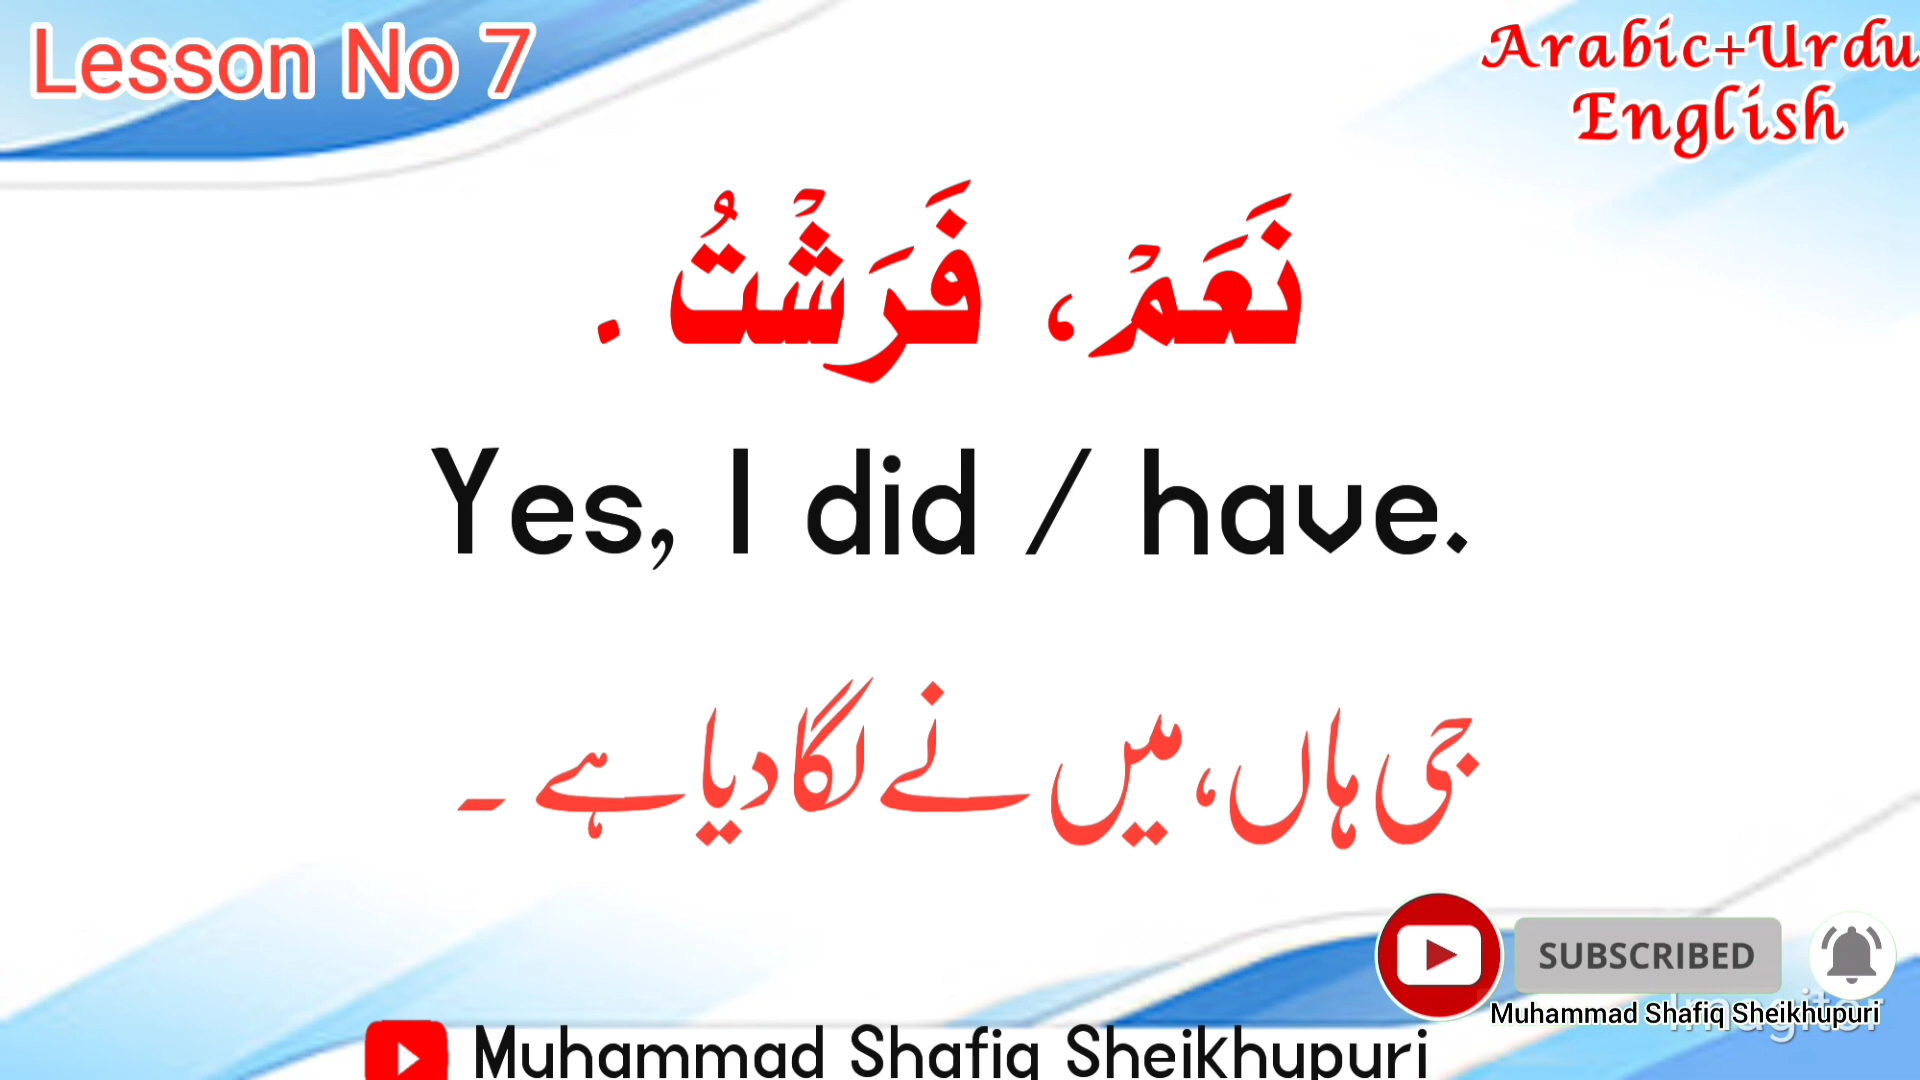 Lesson No 7
Arabic+Urdu
English
نَعَمْ، فَرَشْتُ .
Yes, I did / have.
جی ہاں، میں نے لگا دیا ہے ۔
SUBSCRIBED
Muhammad Shafiq Sheikhupuri
Imagitor
Muhammad Shafiq Sheikhupuri